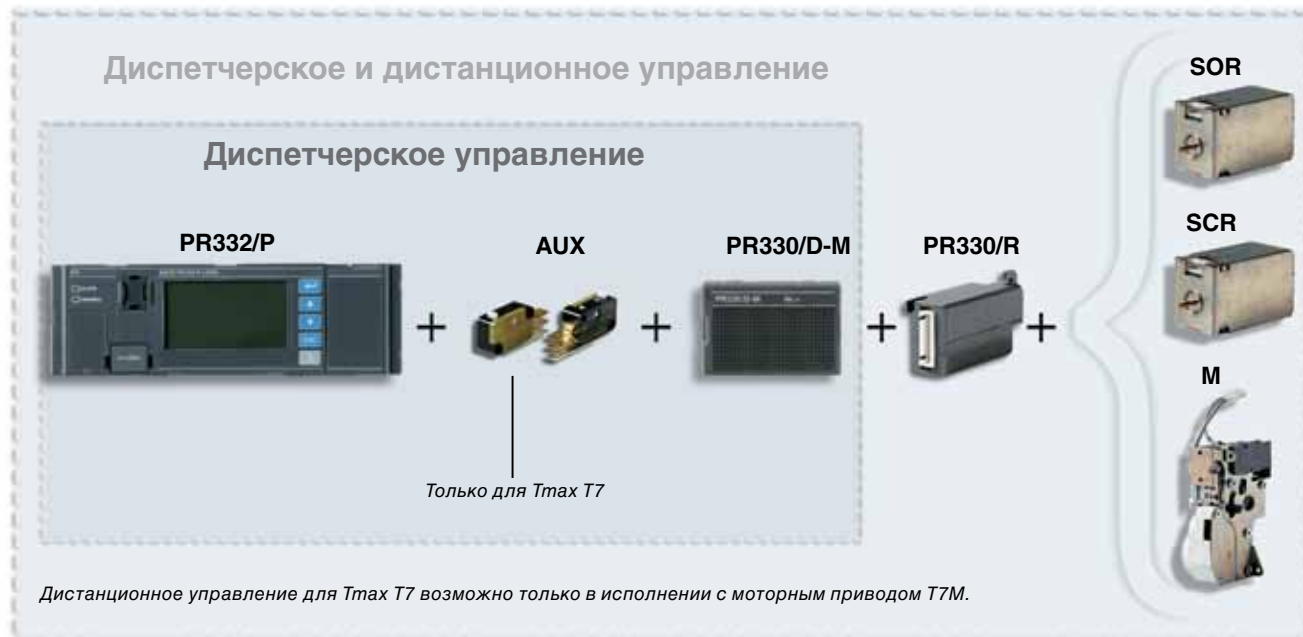 Диспетчерское и дистанционное управление
Диспетчерское управление
PR332/P
AUX
PR330/D-M
PR330/R
SOR
SCR
M
Только для Tmax T7
Дистанционное управление для Tmax T7 возможно только в исполнении с моторным приводом T7M.